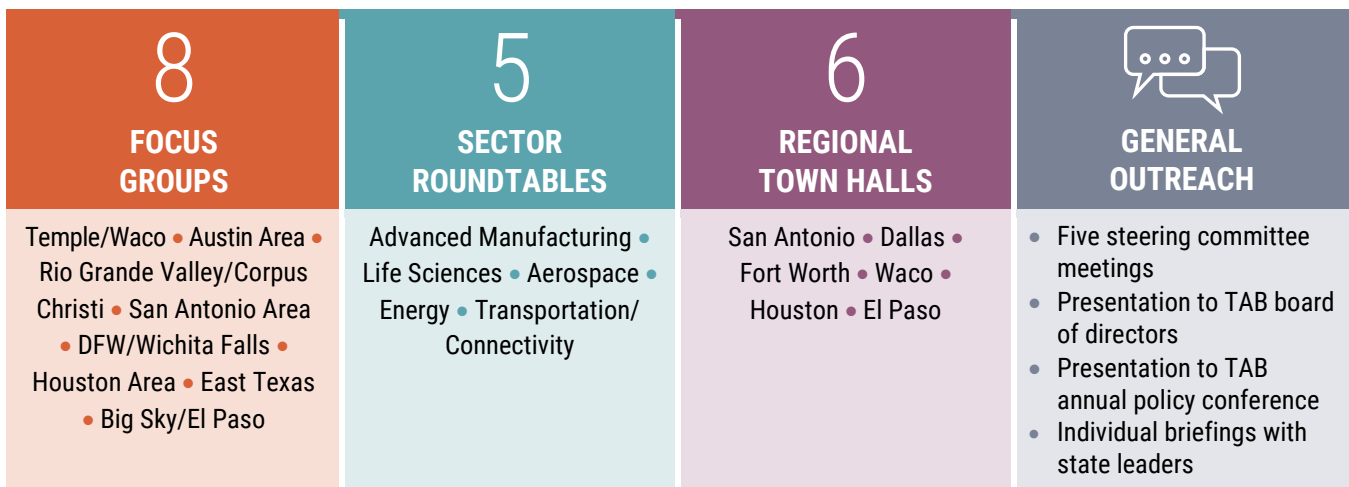 8
FOCUS
GROUPS
Temple/Waco • Austin Area •
Rio Grande Valley/Corpus
Christi • San Antonio Area
• DFW/Wichita Falls •
Houston Area • East Texas
• Big Sky/El Paso
5
SECTOR
ROUNDTABLES
Advanced Manufacturing •
Life Sciences • Aerospace •
Energy • Transportation/
Connectivity
6
REGIONAL
TOWN HALLS
San Antonio • Dallas •
Fort Worth • Waco •
Houston • El Paso
GENERAL
OUTREACH
• Five steering committee
meetings
• Presentation to TAB board
of directors
• Presentation to TAB
annual policy conference
• Individual briefings with
state leaders